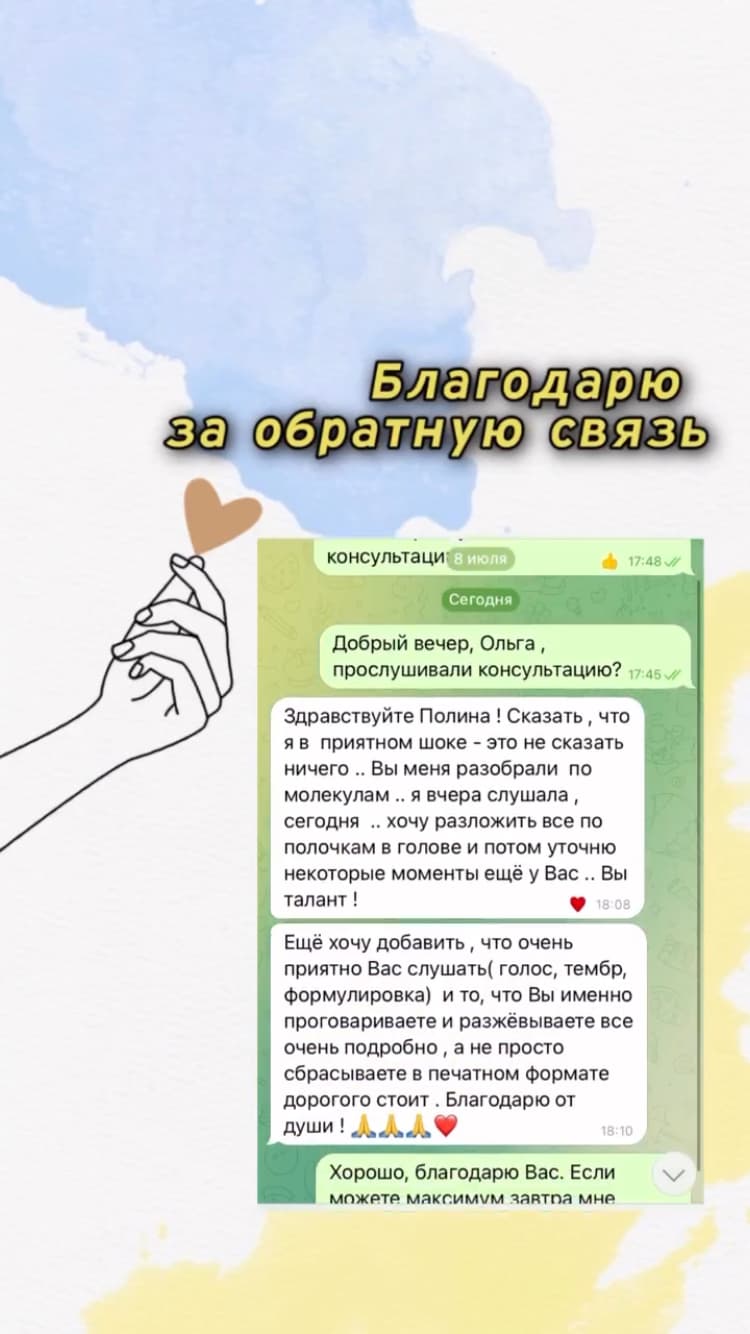 Благодарю
за обратную связь
8 июля
👍 17:48
Сегодня
Добрый вечер, Ольга ,
прослушивали консультацию? 17:45
Здравствуйте Полина ! Сказать , что
я в приятном шоке - это не сказать
ничего .. Вы меня разобрали по
молекулам .. я вчера слушала ,
сегодня .. хочу разложить все по
полочкам в голове и потом уточню
некоторые моменты ещё у Вас .. Вы
талант !
♥ 18:08
Ещё хочу добавить , что очень
приятно Вас слушать( голос, тембр,
формулировка) и то, что Вы именно
проговариваете и разжёвываете все
очень подробно , а не просто
сбрасываете в печатном формате
дорогого стоит . Благодарю от
души ! 🙏🙏🙏❤️ 18:10
Хорошо, благодарю Вас. Если
можете максимум завтра мне